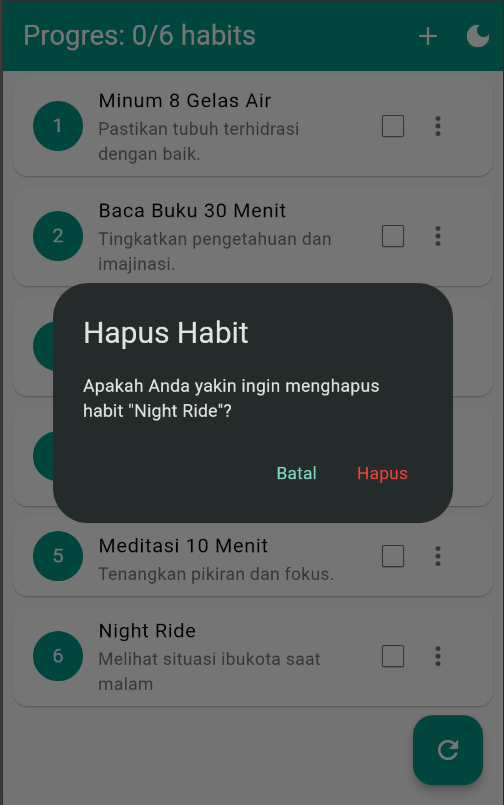 Progres: 0/6 habits
1
Minum 8 Gelas Air
Pastikan tubuh terhidrasi
dengan baik.
2
Baca Buku 30 Menit
Tingkatkan pengetahuan dan
imajinasi.
Hapus Habit
Apakah Anda yakin ingin menghapus
habit "Night Ride"?
Batal
Hapus
5
Meditasi 10 Menit
Tenangkan pikiran dan fokus.
6
Night Ride
Melihat situasi ibukota saat
malam